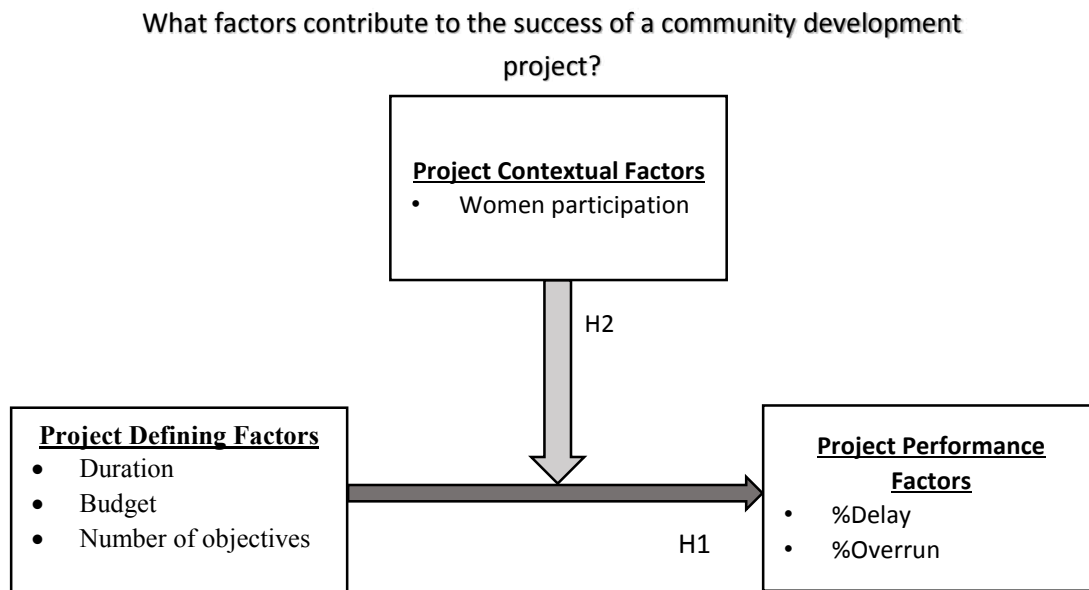 What factors contribute to the success of a community development
project?
Project Contextual Factors
• Women participation
H2
Project Defining Factors
• Duration
• Budget
• Number of objectives
H1
Project Performance
Factors
• %Delay
• %Overrun